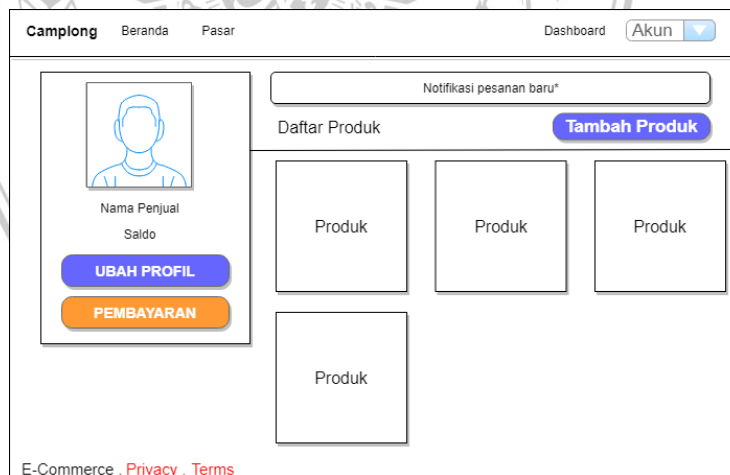 Camplong Beranda Pasar Dashboard Akun
Notifikasi pesanan baru*
Daftar Produk Tambah Produk
Nama Penjual
Saldo
UBAH PROFIL
PEMBAYARAN
Produk Produk Produk
Produk
E-Commerce . Privacy . Terms